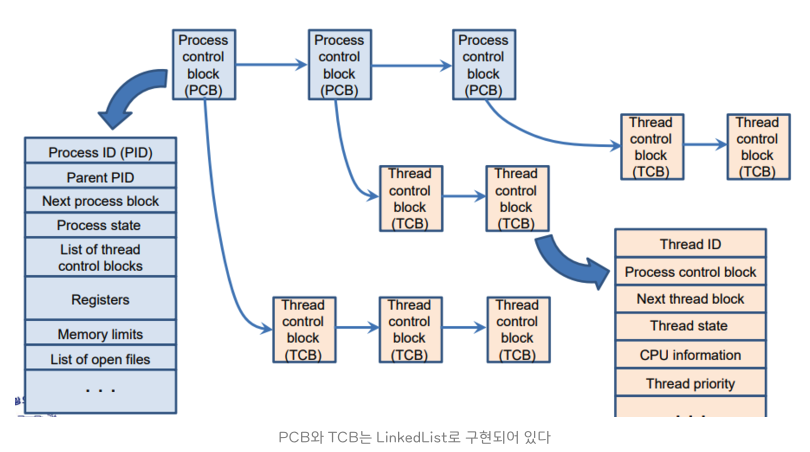 Process
control
block
(PCB)
Process
control
block
(PCB)
Process
control
block
(PCB)
Thread
control
block
(TCB)
Thread
control
block
(TCB)
Process ID (PID)
Parent PID
Next process block
Process state
List of thread
control blocks
Registers
Memory limits
List of open files
. . .
Thread
control
block
(TCB)
Thread
control
block
(TCB)
Thread ID
Process control block
Next thread block
Thread state
CPU information
Thread priority
. . .
Thread
control
block
(TCB)
Thread
control
block
(TCB)
Thread
control
block
(TCB)
PCB와 TCB는 LinkedList로 구현되어 있다